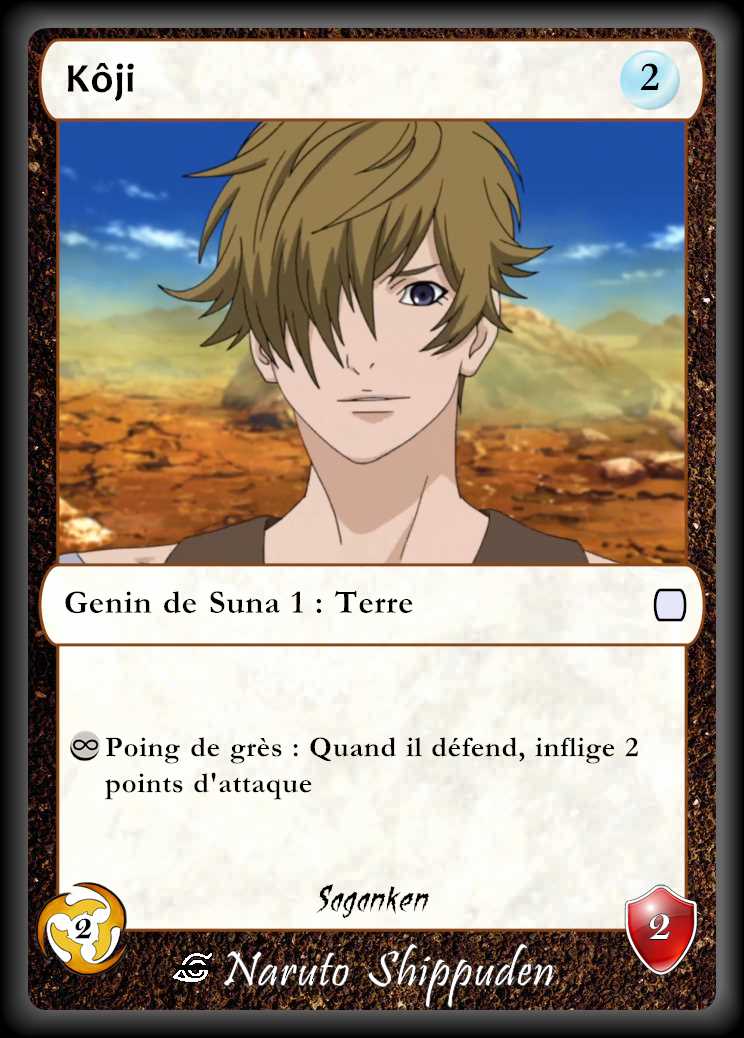 Kôji
2
Genin de Suna 1 : Terre
∞ Poing de grès : Quand il défend, inflige 2
points d'attaque
Saganken
2
2
Naruto Shippuden